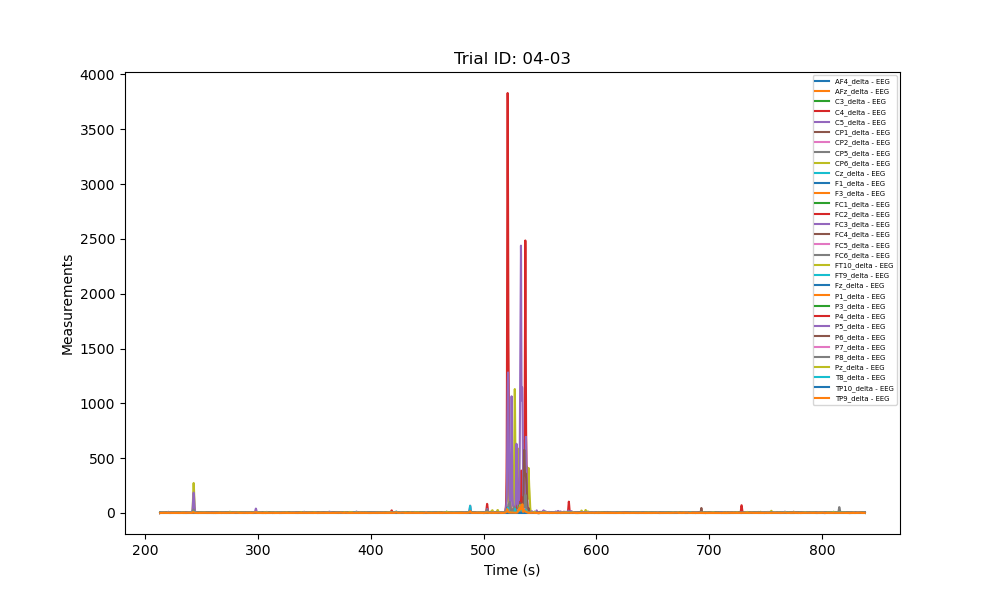 Trial ID: 04-03
Measurements
4000
3500
3000
2500
2000
1500
1000
500
0
200
300
400
500
600
700
800
Time (s)
AF4_delta - EEG
AFz_delta - EEG
C3_delta - EEG
C4_delta - EEG
C5_delta - EEG
CP1_delta - EEG
CP2_delta - EEG
CP5_delta - EEG
CP6_delta - EEG
Cz_delta - EEG
F1_delta - EEG
F3_delta - EEG
FC1_delta - EEG
FC2_delta - EEG
FC3_delta - EEG
FC4_delta - EEG
FC5_delta - EEG
FC6_delta - EEG
FT10_delta - EEG
FT9_delta - EEG
Fz_delta - EEG
P1_delta - EEG
P3_delta - EEG
P4_delta - EEG
P5_delta - EEG
P6_delta - EEG
P7_delta - EEG
P8_delta - EEG
Pz_delta - EEG
T8_delta - EEG
TP10_delta - EEG
TP9_delta - EEG